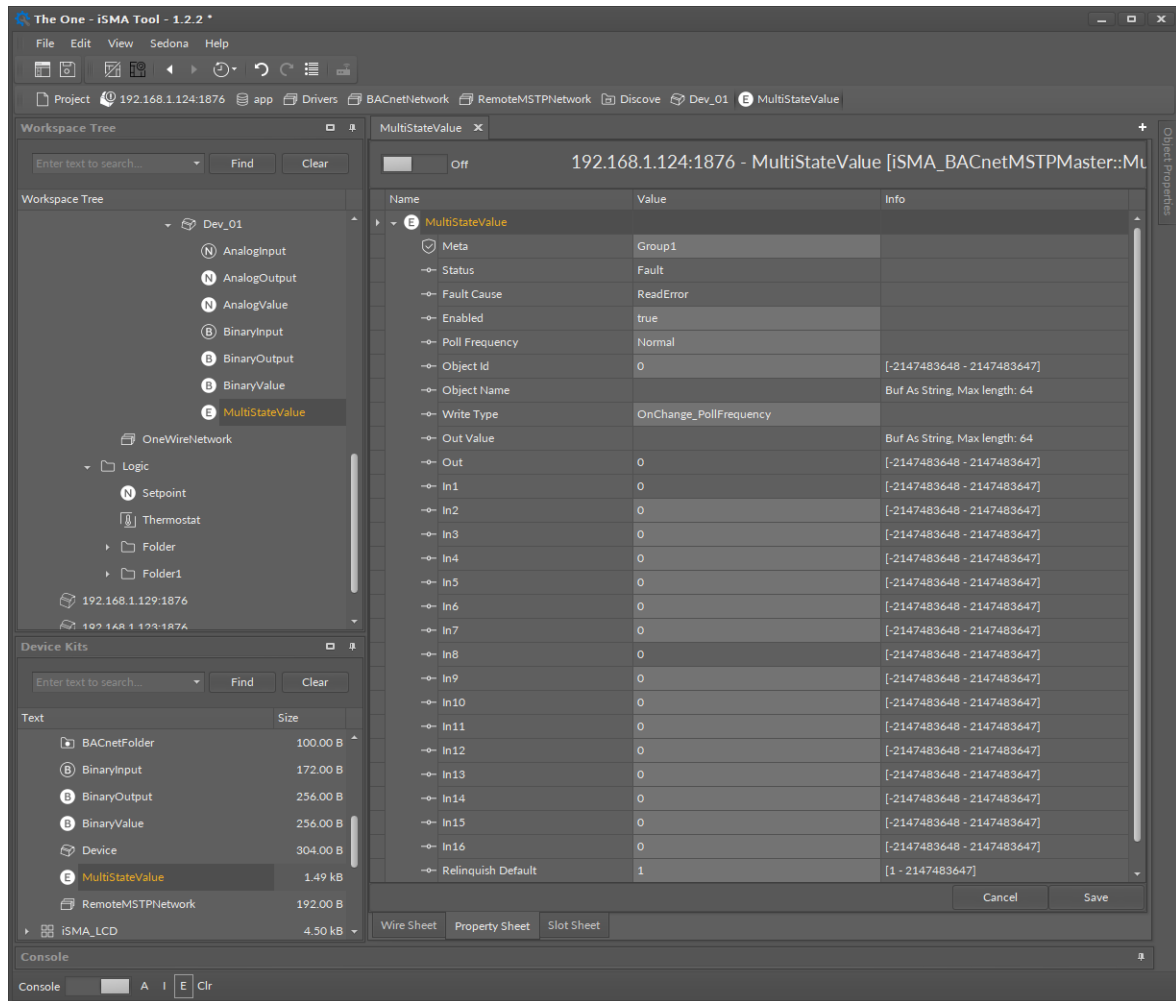 The One - iSMA Tool - 1.2.2 *
File Edit View Sedona Help
Project 192.168.1.124:1876 app Drivers BACnetNetwork RemoteMSTPNetwork Discove Dev_01 E MultiStateValue
Workspace Tree
Enter text to search... Find Clear
Workspace Tree
Dev_01
N AnalogInput
N AnalogOutput
N AnalogValue
B BinaryInput
B BinaryOutput
B BinaryValue
E MultiStateValue
OneWireNetwork
Logic
N Setpoint
Thermostat
Folder
Folder1
192.168.1.129:1876
192.168.1.123:1876
Device Kits
Enter text to search... Find Clear
Text Size
BACnetFolder 100.00 B
B BinaryInput 172.00 B
B BinaryOutput 256.00 B
B BinaryValue 256.00 B
Device 304.00 B
E MultiStateValue 1.49 kB
RemoteMSTPNetwork 192.00 B
iSMA_LCD 4.50 kB
MultiStateValue X
Off 192.168.1.124:1876 - MultiStateValue [iSMA_BACnetMSTPMaster::Mu
Name Value Info
E MultiStateValue
Meta Group1
Status Fault
Fault Cause ReadError
Enabled true
Poll Frequency Normal
Object Id 0 [-2147483648 - 2147483647]
Object Name Buf As String, Max length: 64
Write Type OnChange_PollFrequency
Out Value Buf As String, Max length: 64
Out 0 [-2147483648 - 2147483647]
In1 0 [-2147483648 - 2147483647]
In2 0 [-2147483648 - 2147483647]
In3 0 [-2147483648 - 2147483647]
In4 0 [-2147483648 - 2147483647]
In5 0 [-2147483648 - 2147483647]
In6 0 [-2147483648 - 2147483647]
In7 0 [-2147483648 - 2147483647]
In8 0 [-2147483648 - 2147483647]
In9 0 [-2147483648 - 2147483647]
In10 0 [-2147483648 - 2147483647]
In11 0 [-2147483648 - 2147483647]
In12 0 [-2147483648 - 2147483647]
In13 0 [-2147483648 - 2147483647]
In14 0 [-2147483648 - 2147483647]
In15 0 [-2147483648 - 2147483647]
In16 0 [-2147483648 - 2147483647]
Relinquish Default 1 [1 - 2147483647]
Cancel Save
Wire Sheet Property Sheet Slot Sheet
Object Properties
Console
Console A I E Clr